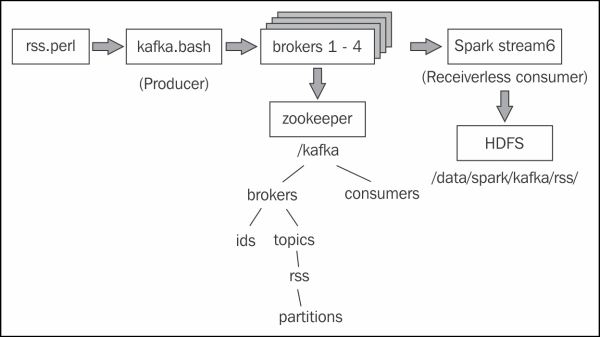 rss.perl
kafka.bash
brokers 1 - 4
Spark stream6
(Producer)
(Receiverless consumer)
zookeeper
HDFS
/kafka
/data/spark/kafka/rss/
brokers
consumers
ids
topics
rss
partitions